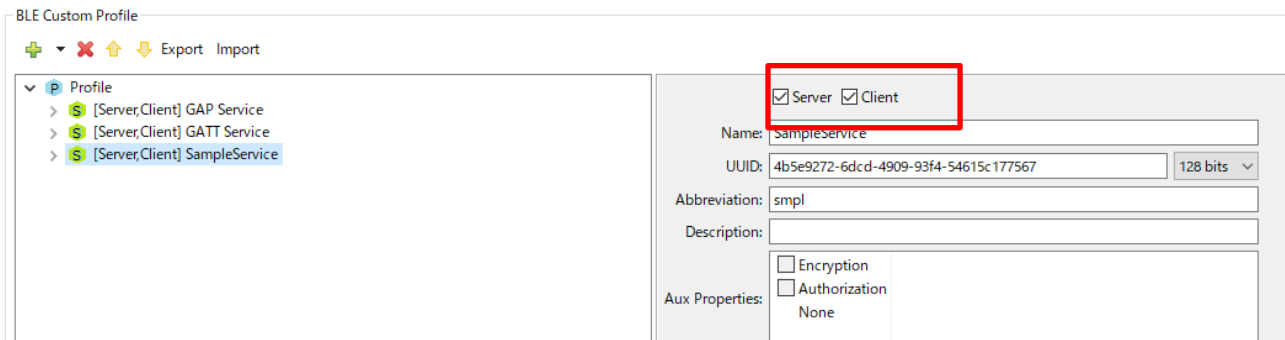 BLE Custom Profile
Export Import
P Profile
S [Server,Client] GAP Service
S [Server,Client] GATT Service
S [Server,Client] SampleService
Server Client
Name: SampleService
UUID: 4b5e9272-6dcd-4909-93f4-54615c177567 128 bits
Abbreviation: smpl
Description:
Aux Properties:
Encryption
Authorization
None